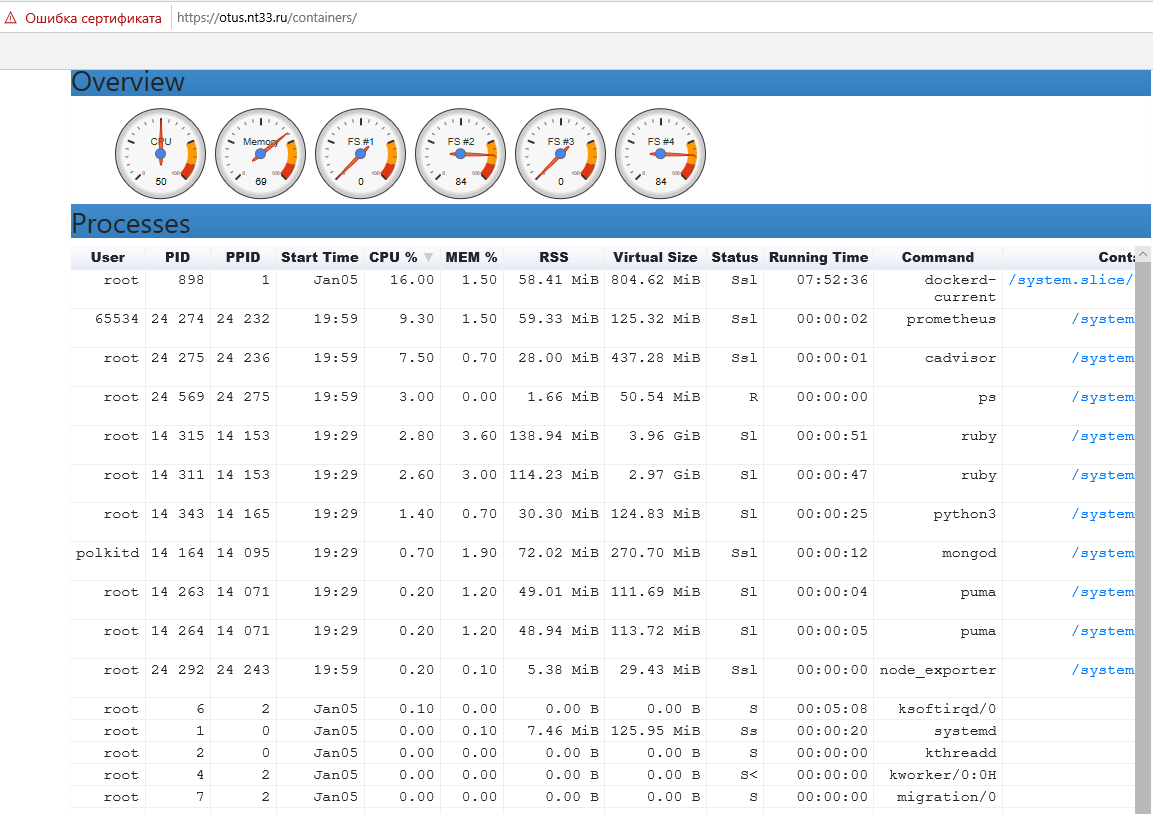 Ошибка сертификата https://otus.nt33.ru/containers/
Overview
CPU Memory FS #1 FS #2 FS #3 FS #4
0 100 0 100 0 100 0 100 0 100 0 100
50 69 0 84 0 84
Processes
User PID PPID Start Time CPU % MEM % RSS Virtual Size Status Running Time Command Conta
root 898 1 Jan05 16.00 1.50 58.41 MiB 804.62 MiB Ssl 07:52:36 dockerd- /system.slice/
current
65534 24 274 24 232 19:59 9.30 1.50 59.33 MiB 125.32 MiB Ssl 00:00:02 prometheus /system
root 24 275 24 236 19:59 7.50 0.70 28.00 MiB 437.28 MiB Ssl 00:00:01 cadvisor /system
root 24 569 24 275 19:59 3.00 0.00 1.66 MiB 50.54 MiB R 00:00:00 ps /system
root 14 315 14 153 19:29 2.80 3.60 138.94 MiB 3.96 GiB Sl 00:00:51 ruby /system
root 14 311 14 153 19:29 2.60 3.00 114.23 MiB 2.97 GiB Sl 00:00:47 ruby /system
root 14 343 14 165 19:29 1.40 0.70 30.30 MiB 124.83 MiB Sl 00:00:25 python3 /system
polkitd 14 164 14 095 19:29 0.70 1.90 72.02 MiB 270.70 MiB Ssl 00:00:12 mongod /system
root 14 263 14 071 19:29 0.20 1.20 49.01 MiB 111.69 MiB Sl 00:00:04 puma /system
root 14 264 14 071 19:29 0.20 1.20 48.94 MiB 113.72 MiB Sl 00:00:05 puma /system
root 24 292 24 243 19:59 0.20 0.10 5.38 MiB 29.43 MiB Ssl 00:00:00 node_exporter /system
root 6 2 Jan05 0.10 0.00 0.00 B 0.00 B S 00:05:08 ksoftirqd/0
root 1 0 Jan05 0.00 0.10 7.46 MiB 125.95 MiB Ss 00:00:20 systemd
root 2 0 Jan05 0.00 0.00 0.00 B 0.00 B S 00:00:00 kthreadd
root 4 2 Jan05 0.00 0.00 0.00 B 0.00 B S< 00:00:00 kworker/0:0H
root 7 2 Jan05 0.00 0.00 0.00 B 0.00 B S 00:00:00 migration/0